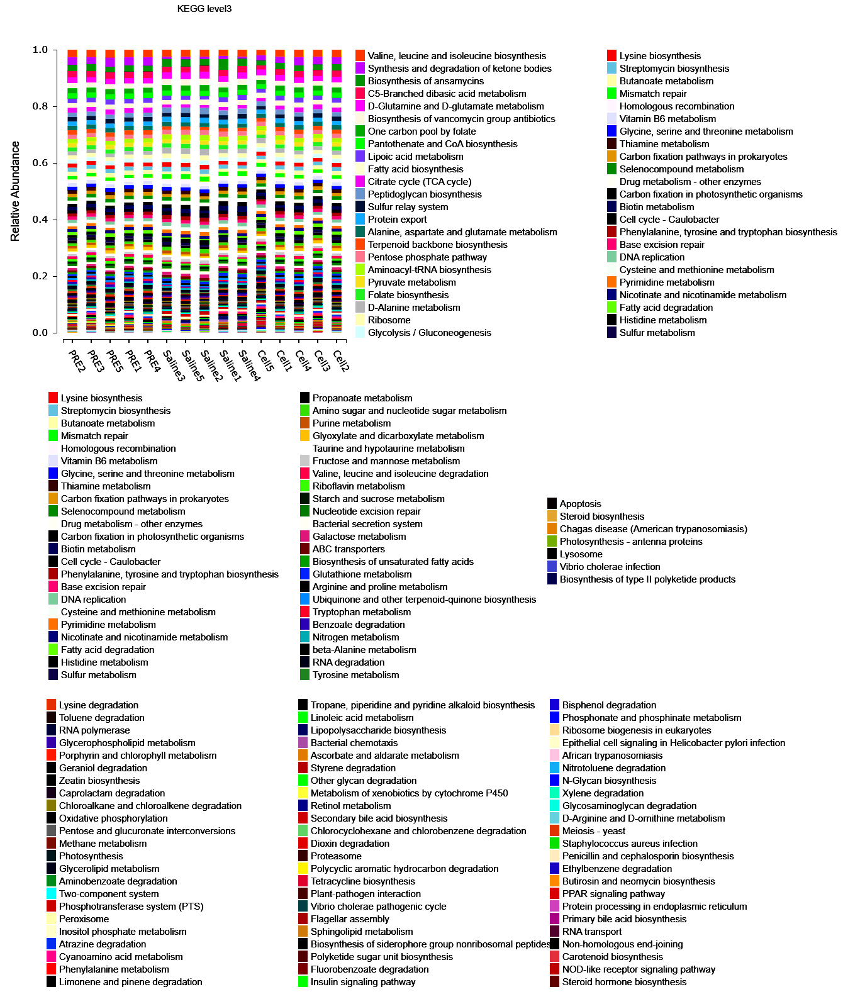 KEGG level3
Relative Abundance
1.0
0.8
0.6
0.4
0.2
0.0
PRE2
PRE3
PRE5
PRE1
PRE4
Saline3
Saline5
Saline2
Saline1
Saline4
Cell5
Cell1
Cell4
Cell3
Cell2
Valine, leucine and isoleucine biosynthesis
Synthesis and degradation of ketone bodies
Biosynthesis of ansamycins
C5-Branched dibasic acid metabolism
D-Glutamine and D-glutamate metabolism
Biosynthesis of vancomycin group antibiotics
One carbon pool by folate
Pantothenate and CoA biosynthesis
Lipoic acid metabolism
Fatty acid biosynthesis
Citrate cycle (TCA cycle)
Peptidoglycan biosynthesis
Sulfur relay system
Protein export
Alanine, aspartate and glutamate metabolism
Terpenoid backbone biosynthesis
Pentose phosphate pathway
Aminoacyl-tRNA biosynthesis
Pyruvate metabolism
Folate biosynthesis
D-Alanine metabolism
Ribosome
Glycolysis / Gluconeogenesis
Lysine biosynthesis
Streptomycin biosynthesis
Butanoate metabolism
Mismatch repair
Homologous recombination
Vitamin B6 metabolism
Glycine, serine and threonine metabolism
Thiamine metabolism
Carbon fixation pathways in prokaryotes
Selenocompound metabolism
Drug metabolism - other enzymes
Carbon fixation in photosynthetic organisms
Biotin metabolism
Cell cycle - Caulobacter
Phenylalanine, tyrosine and tryptophan biosynthesis
Base excision repair
DNA replication
Cysteine and methionine metabolism
Pyrimidine metabolism
Nicotinate and nicotinamide metabolism
Fatty acid degradation
Histidine metabolism
Sulfur metabolism
Lysine biosynthesis
Streptomycin biosynthesis
Butanoate metabolism
Mismatch repair
Homologous recombination
Vitamin B6 metabolism
Glycine, serine and threonine metabolism
Thiamine metabolism
Carbon fixation pathways in prokaryotes
Selenocompound metabolism
Drug metabolism - other enzymes
Carbon fixation in photosynthetic organisms
Biotin metabolism
Cell cycle - Caulobacter
Phenylalanine, tyrosine and tryptophan biosynthesis
Base excision repair
DNA replication
Cysteine and methionine metabolism
Pyrimidine metabolism
Nicotinate and nicotinamide metabolism
Fatty acid degradation
Histidine metabolism
Sulfur metabolism
Propanoate metabolism
Amino sugar and nucleotide sugar metabolism
Purine metabolism
Glyoxylate and dicarboxylate metabolism
Taurine and hypotaurine metabolism
Fructose and mannose metabolism
Valine, leucine and isoleucine degradation
Riboflavin metabolism
Starch and sucrose metabolism
Nucleotide excision repair
Bacterial secretion system
Galactose metabolism
ABC transporters
Biosynthesis of unsaturated fatty acids
Glutathione metabolism
Arginine and proline metabolism
Ubiquinone and other terpenoid-quinone biosynthesis
Tryptophan metabolism
Benzoate degradation
Nitrogen metabolism
beta-Alanine metabolism
RNA degradation
Tyrosine metabolism
Apoptosis
Steroid biosynthesis
Chagas disease (American trypanosomiasis)
Photosynthesis - antenna proteins
Lysosome
Vibrio cholerae infection
Biosynthesis of type II polyketide products
Lysine degradation
Toluene degradation
RNA polymerase
Glycerophospholipid metabolism
Porphyrin and chlorophyll metabolism
Geraniol degradation
Zeatin biosynthesis
Caprolactam degradation
Chloroalkane and chloroalkene degradation
Oxidative phosphorylation
Pentose and glucuronate interconversions
Methane metabolism
Photosynthesis
Glycerolipid metabolism
Aminobenzoate degradation
Two-component system
Phosphotransferase system (PTS)
Peroxisome
Inositol phosphate metabolism
Atrazine degradation
Cyanoamino acid metabolism
Phenylalanine metabolism
Limonene and pinene degradation
Tropane, piperidine and pyridine alkaloid biosynthesis
Linoleic acid metabolism
Lipopolysaccharide biosynthesis
Bacterial chemotaxis
Ascorbate and aldarate metabolism
Styrene degradation
Other glycan degradation
Metabolism of xenobiotics by cytochrome P450
Retinol metabolism
Secondary bile acid biosynthesis
Chlorocyclohexane and chlorobenzene degradation
Dioxin degradation
Proteasome
Polycyclic aromatic hydrocarbon degradation
Tetracycline biosynthesis
Plant-pathogen interaction
Vibrio cholerae pathogenic cycle
Flagellar assembly
Sphingolipid metabolism
Biosynthesis of siderophore group nonribosomal peptides
Polyketide sugar unit biosynthesis
Fluorobenzoate degradation
Insulin signaling pathway
Bisphenol degradation
Phosphonate and phosphinate metabolism
Ribosome biogenesis in eukaryotes
Epithelial cell signaling in Helicobacter pylori infection
African trypanosomiasis
Nitrotoluene degradation
N-Glycan biosynthesis
Xylene degradation
Glycosaminoglycan degradation
D-Arginine and D-ornithine metabolism
Meiosis - yeast
Staphylococcus aureus infection
Penicillin and cephalosporin biosynthesis
Ethylbenzene degradation
Butirosin and neomycin biosynthesis
PPAR signaling pathway
Protein processing in endoplasmic reticulum
Primary bile acid biosynthesis
RNA transport
Non-homologous end-joining
Carotenoid biosynthesis
NOD-like receptor signaling pathway
Steroid hormone biosynthesis